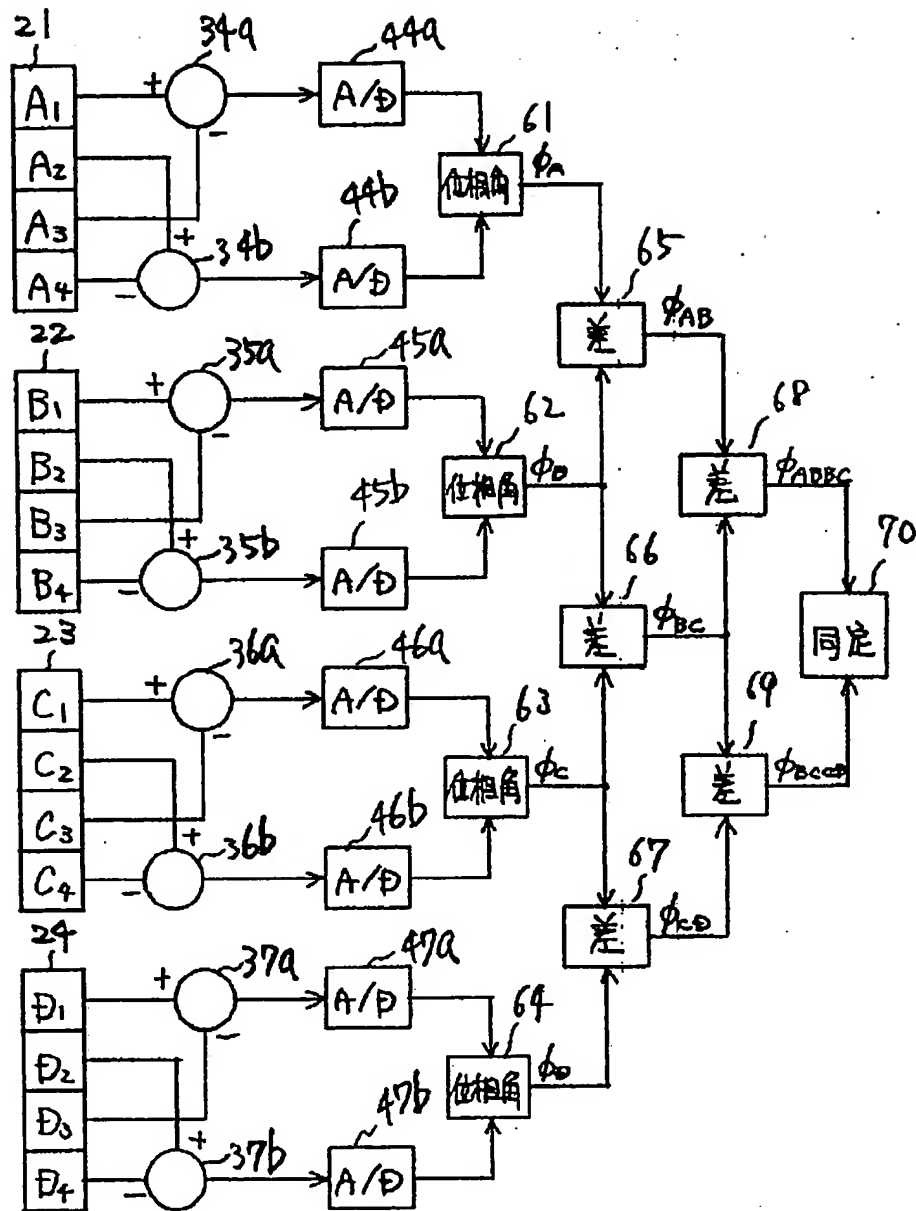 21
34a
44a
A1
+
-
A/D
A2
A3
A4
+
-
34b
44b
A/D
61
位相角
φA
22
35a
45a
B1
+
-
A/D
B2
B3
B4
+
-
35b
45b
A/D
62
位相角
φB
65
差
φAB
23
36a
46a
C1
+
-
A/D
C2
C3
C4
+
-
36b
46b
A/D
63
位相角
φC
66
差
φBC
68
差
φABBC
24
37a
47a
D1
+
-
A/D
D2
D3
D4
+
-
37b
47b
A/D
64
位相角
φD
67
差
φCD
69
差
φBCCD
70
同定